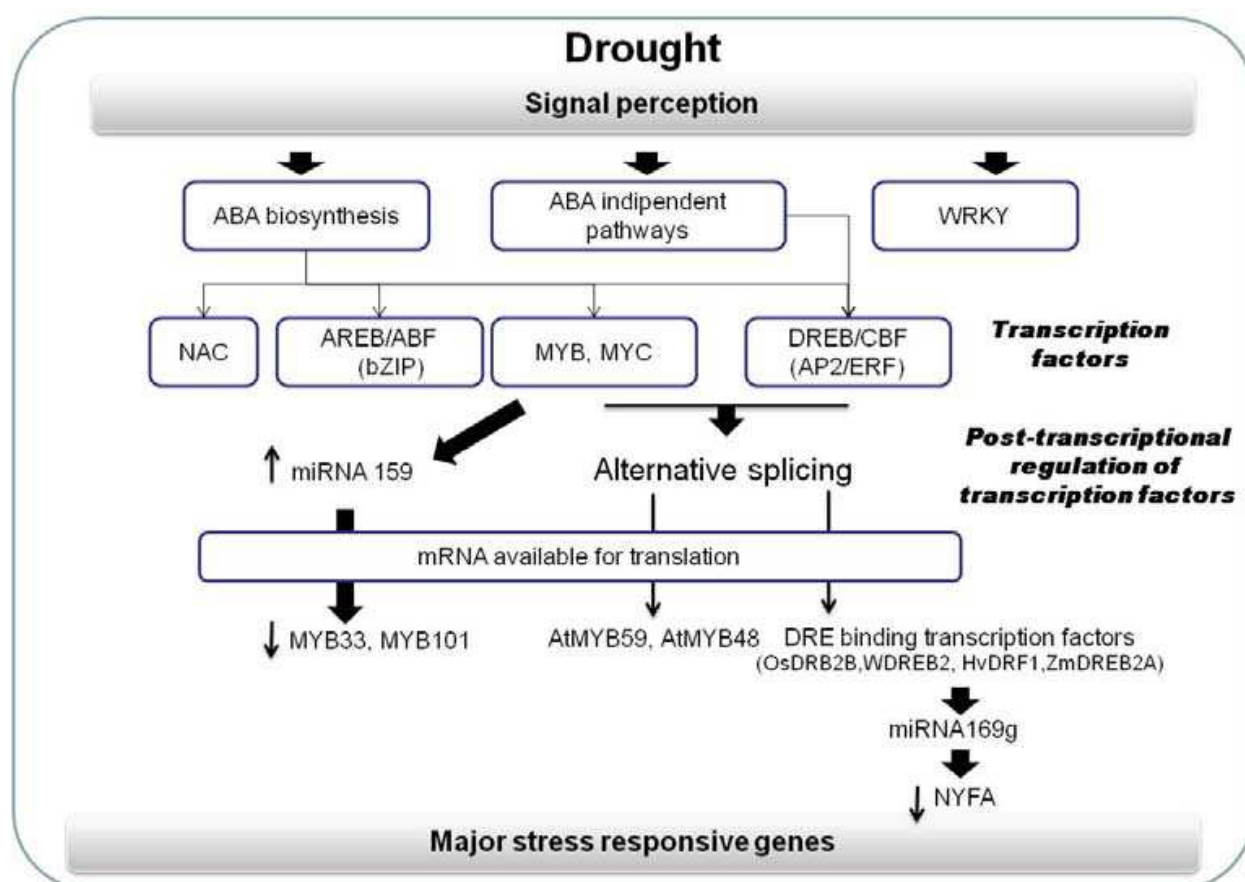 Drought
Signal perception
ABA biosynthesis
ABA indipendent
pathways
WRKY
NAC
AREB/ABF
(bZIP)
MYB, MYC
DREB/CBF
(AP2/ERF)
Transcription
factors
miRNA 159
Alternative splicing
Post-transcriptional
regulation of
transcription factors
mRNA available for translation
MYB33, MYB101
AtMYB59, AtMYB48
DRE binding transcription factors
(OsDRB2B,WDREB2, HvDRF1,ZmDREB2A)
miRNA169g
NYFA
Major stress responsive genes